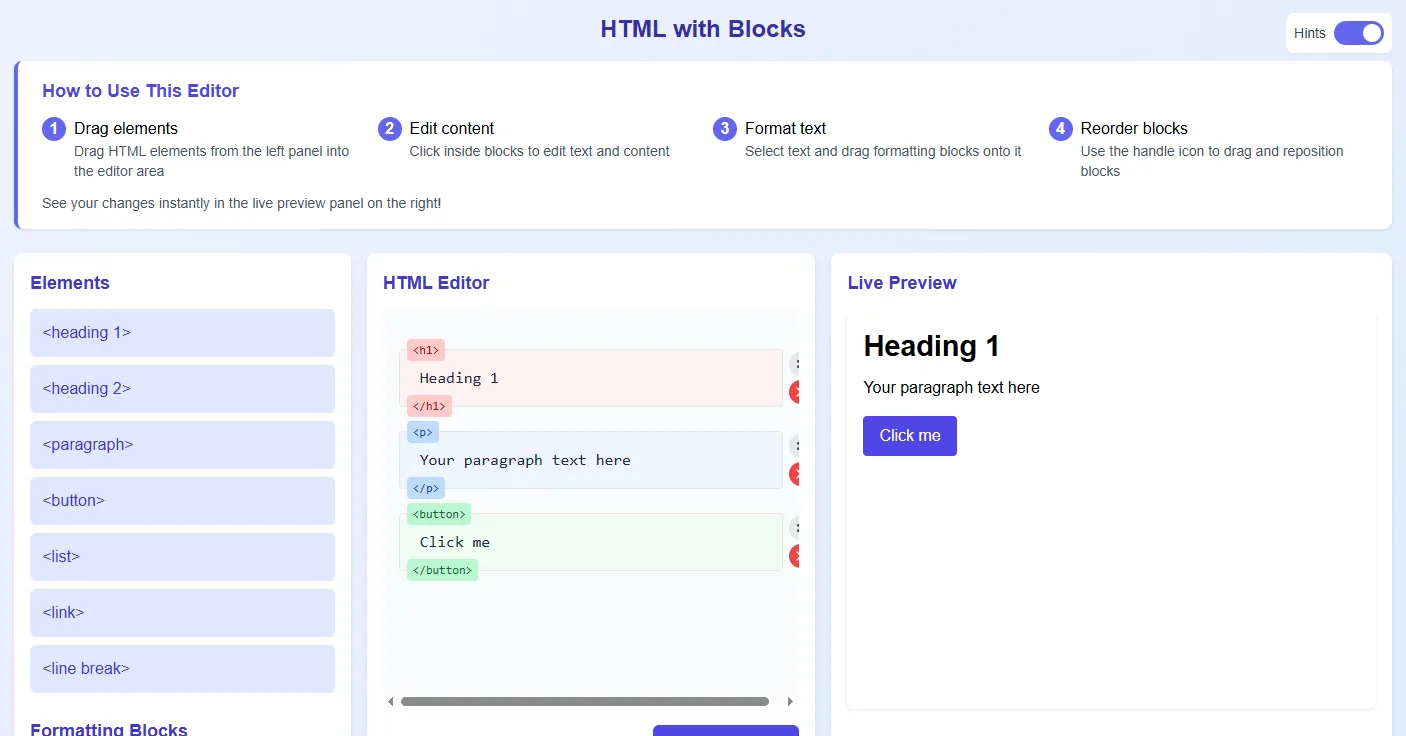 HTML with Blocks
Hints
How to Use This Editor
1 Drag elements
Drag HTML elements from the left panel into
the editor area
2 Edit content
Click inside blocks to edit text and content
3 Format text
Select text and drag formatting blocks onto it
4 Reorder blocks
Use the handle icon to drag and reposition
blocks
See your changes instantly in the live preview panel on the right!
Elements
<heading 1>
<heading 2>
<paragraph>
<button>
<list>
<link>
<line break>
Formatting Blocks
HTML Editor
<h1>
Heading 1
</h1>
<p>
Your paragraph text here
</p>
<button>
Click me
</button>
Live Preview
Heading 1
Your paragraph text here
Click me